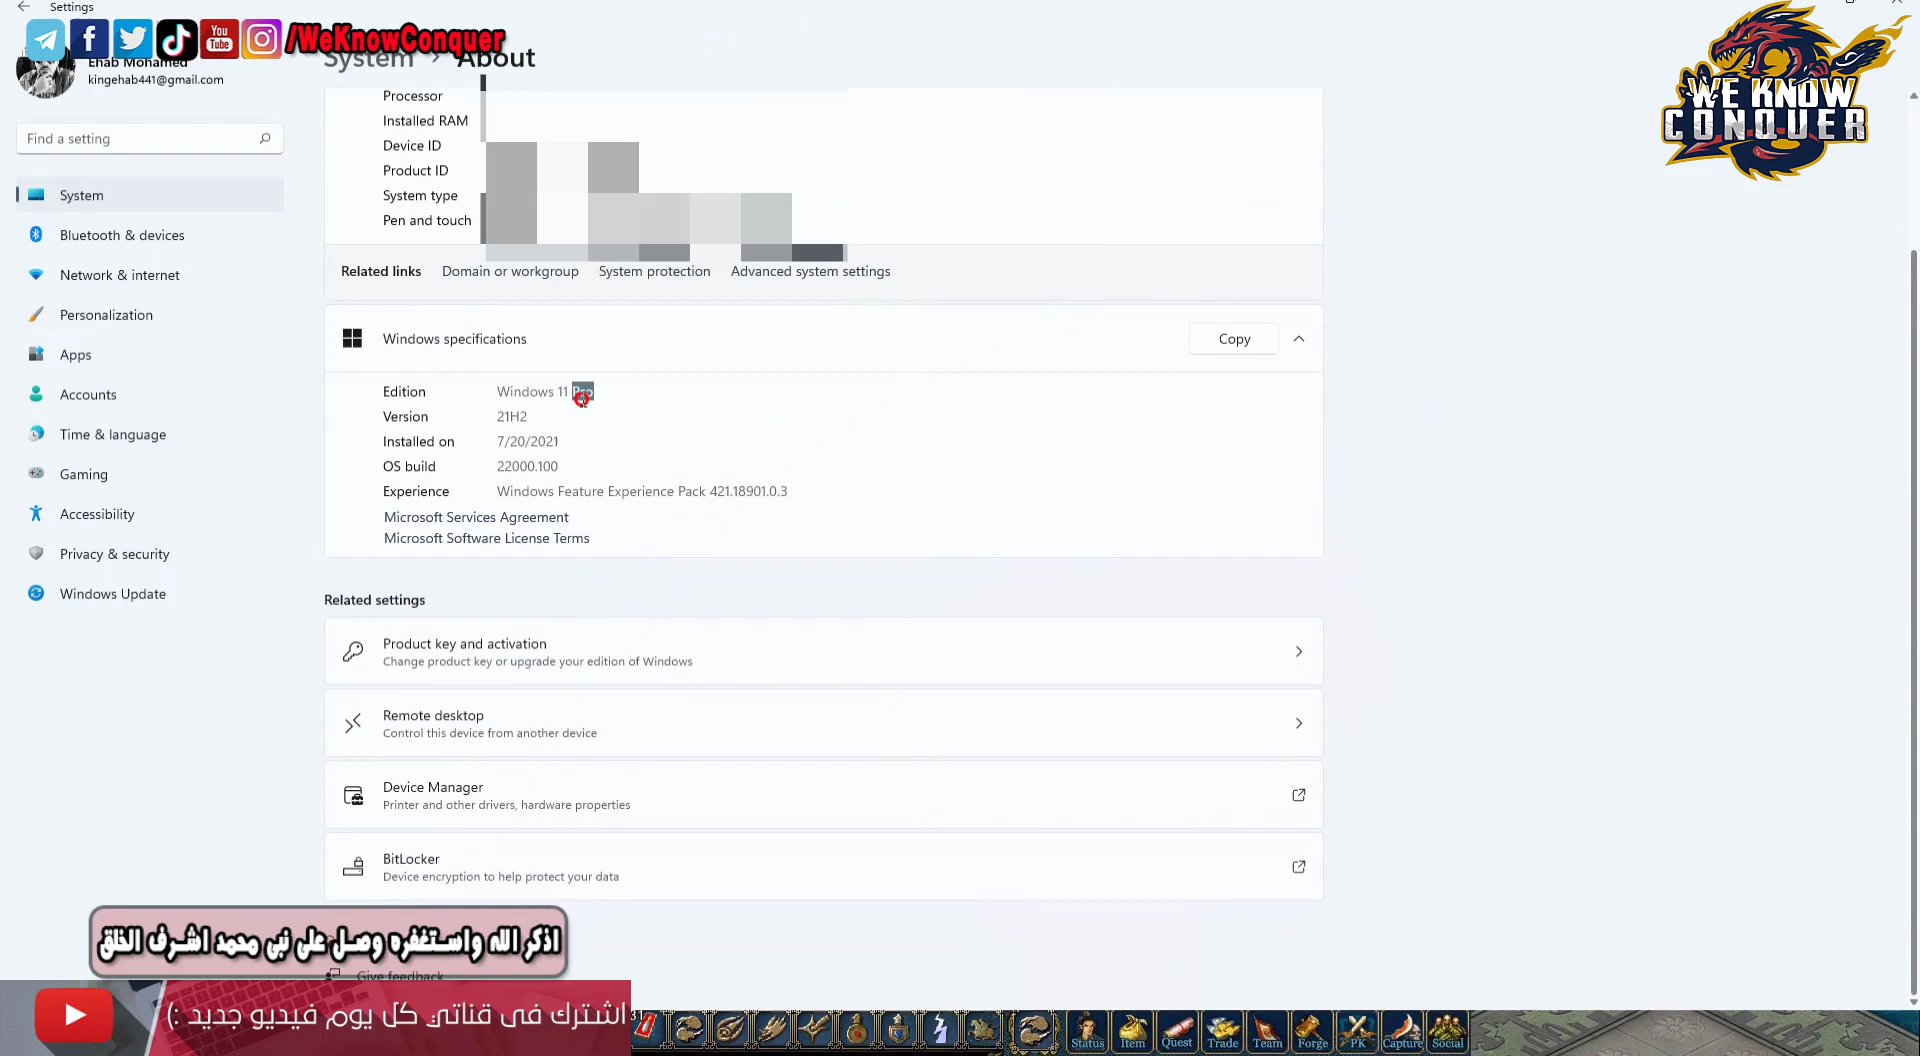 Settings
/WeKnowConquer
System > About
Ehab Mohamed
kingehab441@gmail.com
WE KNOW
CONQUER
Find a setting
System
Bluetooth & devices
Network & internet
Personalization
Apps
Accounts
Time & language
Gaming
Accessibility
Privacy & security
Windows Update
Processor
Installed RAM
Device ID
Product ID
System type
Pen and touch
Related links Domain or workgroup System protection Advanced system settings
Windows specifications Copy
Edition Windows 11 Pro
Version 21H2
Installed on 7/20/2021
OS build 22000.100
Experience Windows Feature Experience Pack 421.18901.0.3
Microsoft Services Agreement
Microsoft Software License Terms
Related settings
Product key and activation
Change product key or upgrade your edition of Windows
Remote desktop
Control this device from another device
Device Manager
Printer and other drivers, hardware properties
BitLocker
Device encryption to help protect your data
اذكر الله واستغفره وصل على نبى محمد اشرف الخلق
Give feedback
اشترك فى قناتي كل يوم فيديو جديد :)
Status Item Quest Trade Team Forge PK Capture Social